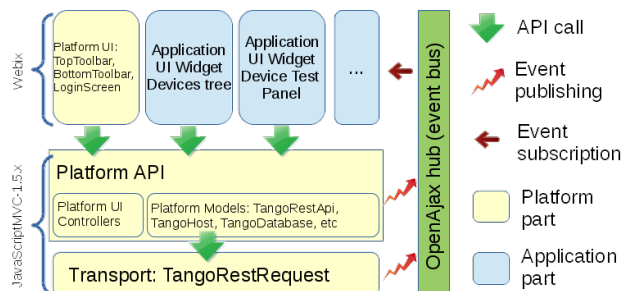 Webix
Platform UI:
TopToolbar,
BottomToolbar,
LoginScreen
Application
UI Widget
Devices tree
Application
UI Widget
Device Test
Panel
...
JavaScriptMVC-1.5.x
Platform API
Platform UI
Controllers
Platform Models: TangoRestApi,
TangoHost, TangoDatabase, etc
Transport: TangoRestRequest
OpenAjax hub (event bus)
API call
Event
publishing
Event
subscription
Platform
part
Application
part